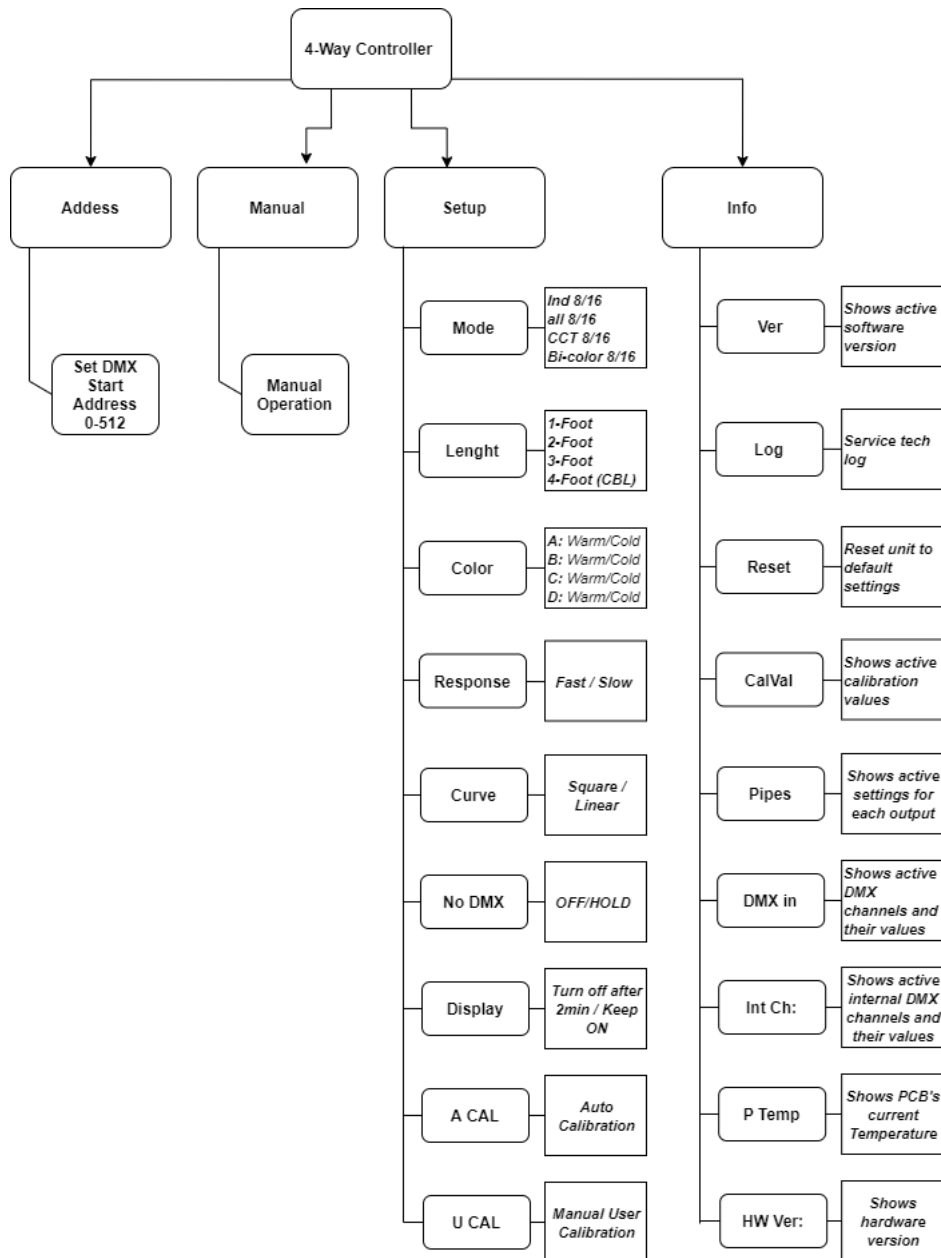 4-Way Controller
Addess
Manual
Setup
Info
Set DMX
Start
Address
0-512
Manual
Operation
Mode
Ind 8/16
all 8/16
CCT 8/16
Bi-color 8/16
Lenght
1-Foot
2-Foot
3-Foot
4-Foot (CBL)
Color
A: Warm/Cold
B: Warm/Cold
C: Warm/Cold
D: Warm/Cold
Response
Fast / Slow
Curve
Square /
Linear
No DMX
OFF/HOLD
Display
Turn off after
2min / Keep
ON
A CAL
Auto
Calibration
U CAL
Manual User
Calibration
Ver
Shows active
software
version
Log
Service tech
log
Reset
Reset unit to
default
settings
CalVal
Shows active
calibration
values
Pipes
Shows active
settings for
each output
DMX in
Shows active
DMX
channels and
their values
Int Ch:
Shows active
internal DMX
channels and
their values
P Temp
Shows PCB's
current
Temperature
HW Ver:
Shows
hardware
version